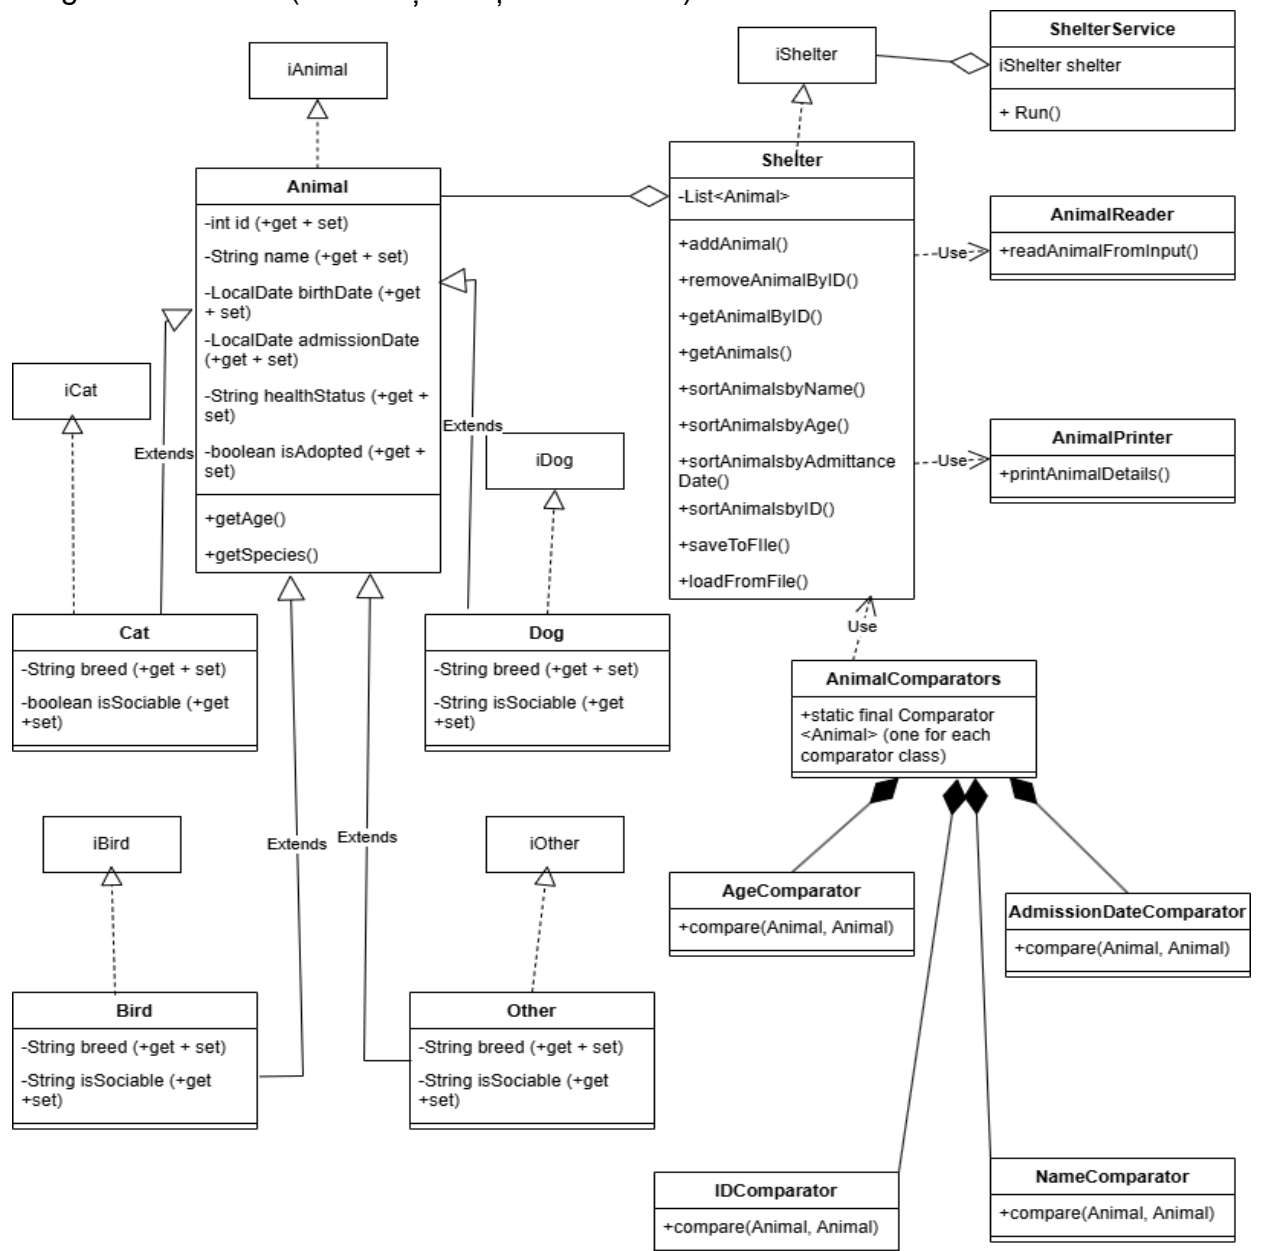 iAnimal
iShelter
ShelterService
iShelter shelter
+ Run()
Animal
-int id (+get + set)
-String name (+get + set)
-LocalDate birthDate (+get
+ set)
-LocalDate admissionDate
(+get + set)
-String healthStatus (+get +
set)
-boolean isAdopted (+get +
set)
+getAge()
+getSpecies()
Shelter
-List<Animal>
+addAnimal()
+removeAnimalByID()
+getAnimalByID()
+getAnimals()
+sortAnimalsbyName()
+sortAnimalsbyAge()
+sortAnimalsbyAdmittance
Date()
+sortAnimalsbyID()
+saveToFIle()
+loadFromFile()
Use
AnimalReader
+readAnimalFromInput()
Use
AnimalPrinter
+printAnimalDetails()
iCat
Extends
Extends
iDog
Cat
-String breed (+get + set)
-boolean isSociable (+get
+set)
Dog
-String breed (+get + set)
-String isSociable (+get
+set)
Use
AnimalComparators
+static final Comparator
<Animal> (one for each
comparator class)
iBird
Extends
Extends
iOther
AgeComparator
+compare(Animal, Animal)
AdmissionDateComparator
+compare(Animal, Animal)
Bird
-String breed (+get + set)
-String isSociable (+get
+set)
Other
-String breed (+get + set)
-String isSociable (+get
+set)
IDComparator
+compare(Animal, Animal)
NameComparator
+compare(Animal, Animal)